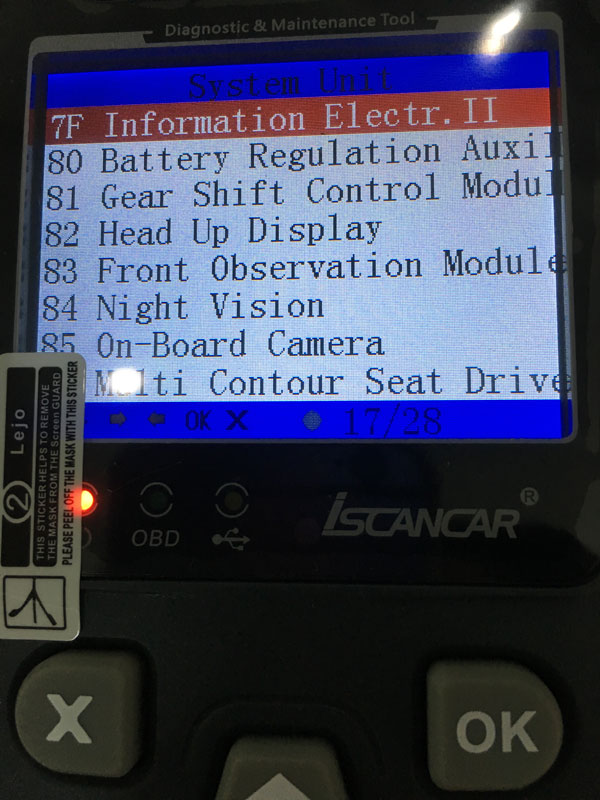 Diagnostic & Maintenance Tool
System Unit
7F Information Electr.II
80 Battery Regulation Auxil
81 Gear Shift Control Modul
82 Head Up Display
83 Front Observation Module
84 Night Vision
85 On-Board Camera
Multi Contour Seat Drive
OK X 17/28
2 Lejo
THIS STICKER HELPS TO REMOVE
THE MASK FROM THE Screen GUARD
PLEASE PEEL OFF THE MASK WITH THIS STICKER
OBD
iSCANCAR®
X
OK